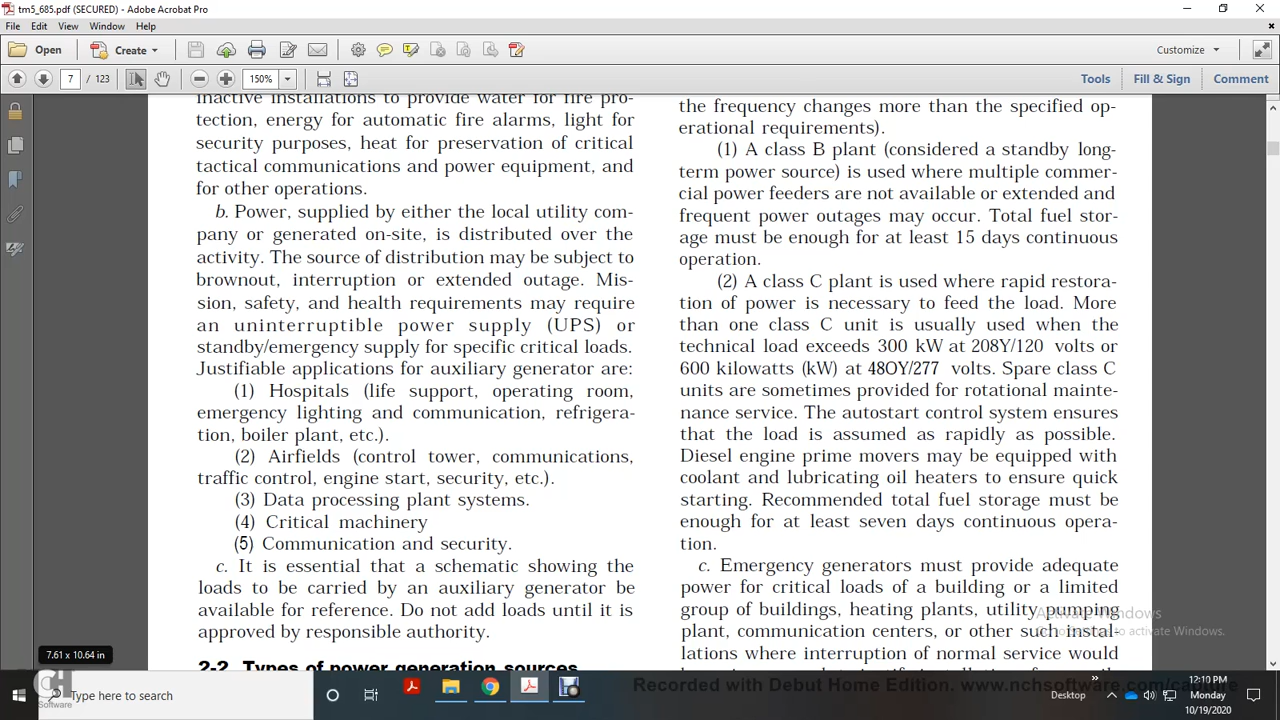 tm5_685.pdf (SECURED) - Adobe Acrobat Pro
File Edit View Window Help
Open Create Customize
7 / 123 150% Tools Fill & Sign Comment
inactive installations to provide water for fire pro-
tection, energy for automatic fire alarms, light for
security purposes, heat for preservation of critical
tactical communications and power equipment, and
for other operations.
b. Power, supplied by either the local utility com-
pany or generated on-site, is distributed over the
activity. The source of distribution may be subject to
brownout, interruption or extended outage. Mis-
sion, safety, and health requirements may require
an uninterruptible power supply (UPS) or
standby/emergency supply for specific critical loads.
Justifiable applications for auxiliary generator are:
(1) Hospitals (life support, operating room,
emergency lighting and communication, refrigera-
tion, boiler plant, etc.).
(2) Airfields (control tower, communications,
traffic control, engine start, security, etc.).
(3) Data processing plant systems.
(4) Critical machinery
(5) Communication and security.
c. It is essential that a schematic showing the
loads to be carried by an auxiliary generator be
available for reference. Do not add loads until it is
approved by responsible authority.
2-2. Types of power generation sources
the frequency changes more than the specified op-
erational requirements).
(1) A class B plant (considered a standby long-
term power source) is used where multiple commer-
cial power feeders are not available or extended and
frequent power outages may occur. Total fuel stor-
age must be enough for at least 15 days continuous
operation.
(2) A class C plant is used where rapid restora-
tion of power is necessary to feed the load. More
than one class C unit is usually used when the
technical load exceeds 300 kW at 208Y/120 volts or
600 kilowatts (kW) at 48OY/277 volts. Spare class C
units are sometimes provided for rotational mainte-
nance service. The autostart control system ensures
that the load is assumed as rapidly as possible.
Diesel engine prime movers may be equipped with
coolant and lubricating oil heaters to ensure quick
starting. Recommended total fuel storage must be
enough for at least seven days continuous opera-
tion.
c. Emergency generators must provide adequate
power for critical loads of a building or a limited
group of buildings, heating plants, utility pumping
plant, communication centers, or other such instal-
lations where interruption of normal service would
Activate Windows
to activate Windows.
7.61 x 10.64 in
Software
Type here to search
Recorded with Debut Home Edition. www.nchsoftware.com/capture
Desktop
12:10 PM
Monday
10/19/2020